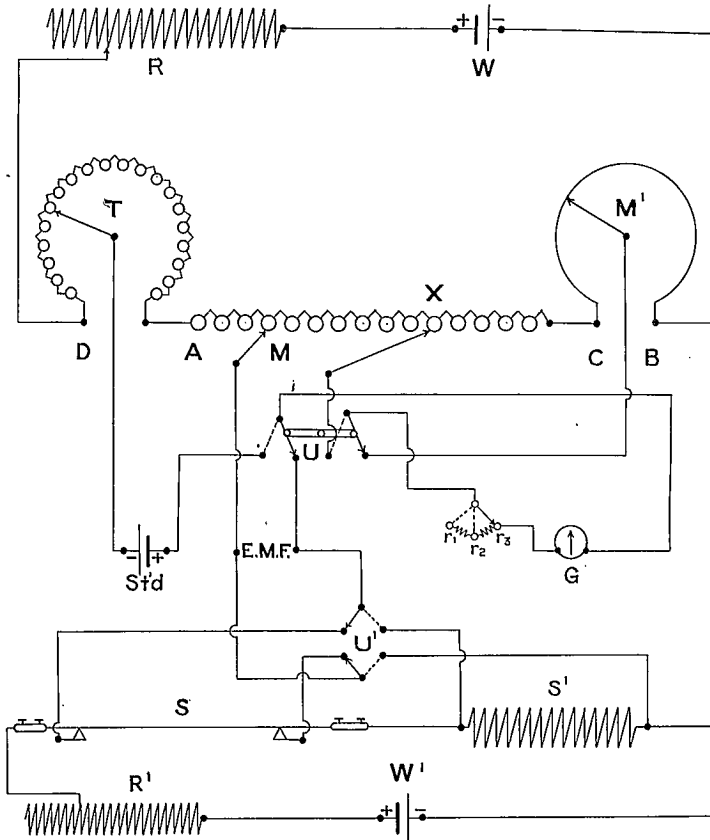 R
+ -
W
T
M'
X
D
A
M
C
B
U
r1
r2
r3
G
E.M.F.
- +
St'd
U'
S
S'
R'
W'
+ -